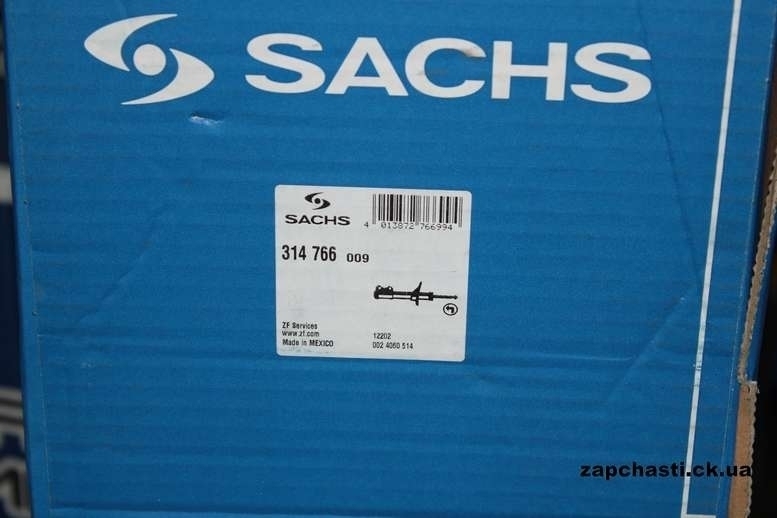 SACHS
SACHS
4 013872 766994
314 766 009
ZF Services
www.zf.com
Made in MEXICO
12202
002 4060 514
zapchasti.ck.ua